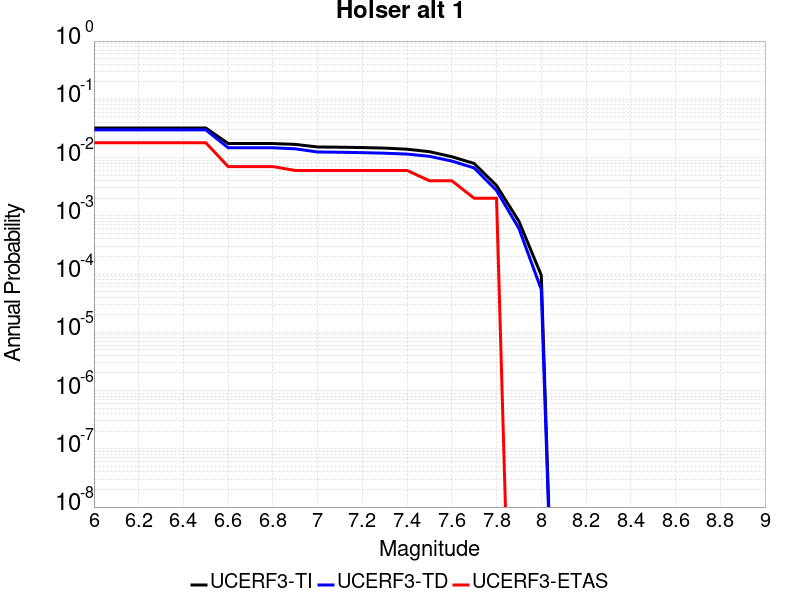 Holser alt 1
10^0
10^-1
10^-2
10^-3
10^-4
10^-5
10^-6
10^-7
10^-8
Annual Probability
6 6.2 6.4 6.6 6.8 7 7.2 7.4 7.6 7.8 8 8.2 8.4 8.6 8.8 9
Magnitude
UCERF3-TI UCERF3-TD UCERF3-ETAS